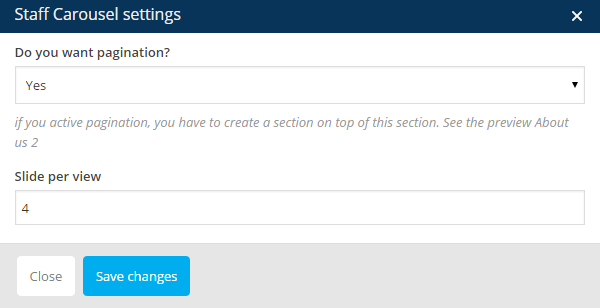 Staff Carousel settings
Do you want pagination?
Yes
if you active pagination, you have to create a section on top of this section. See the preview About
us 2
Slide per view
4
Close Save changes